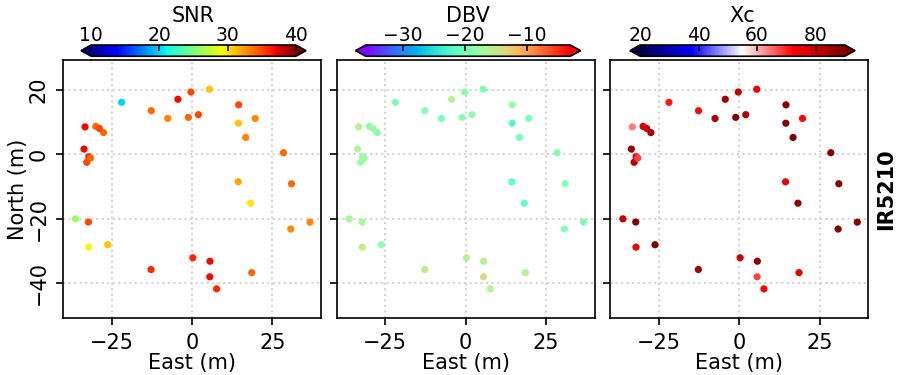 SNR DBV Xc
10 20 30 40 −30 −20 −10 20 40 60 80
20
0
−20
−40
North (m)
IR5210
−25 0 25 −25 0 25 −25 0 25
East (m) East (m) East (m)